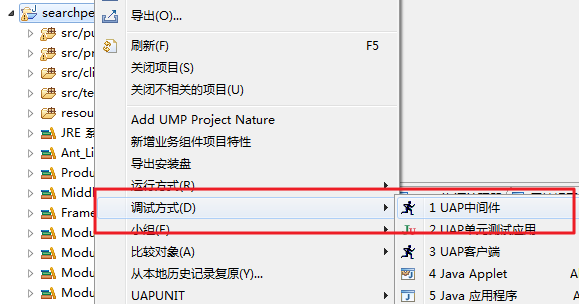 searchpe
src/pu
src/pr
src/cli
src/te
resou
JRE 系
Ant_Li
Produ
Middl
Frame
Modu
Modu
Modu
Modu
导出(O)...
刷新(F) F5
关闭项目(S)
关闭不相关的项目(U)
Add UMP Project Nature
新增业务组件项目特性
导出安装盘
运行方式(R)
调试方式(D)
小组(E)
比较对象(A)
从本地历史记录复原(Y)...
UAPUNIT
1 UAP中间件
2 UAP单元测试应用
3 UAP客户端
4 Java Applet
5 Java 应用程序